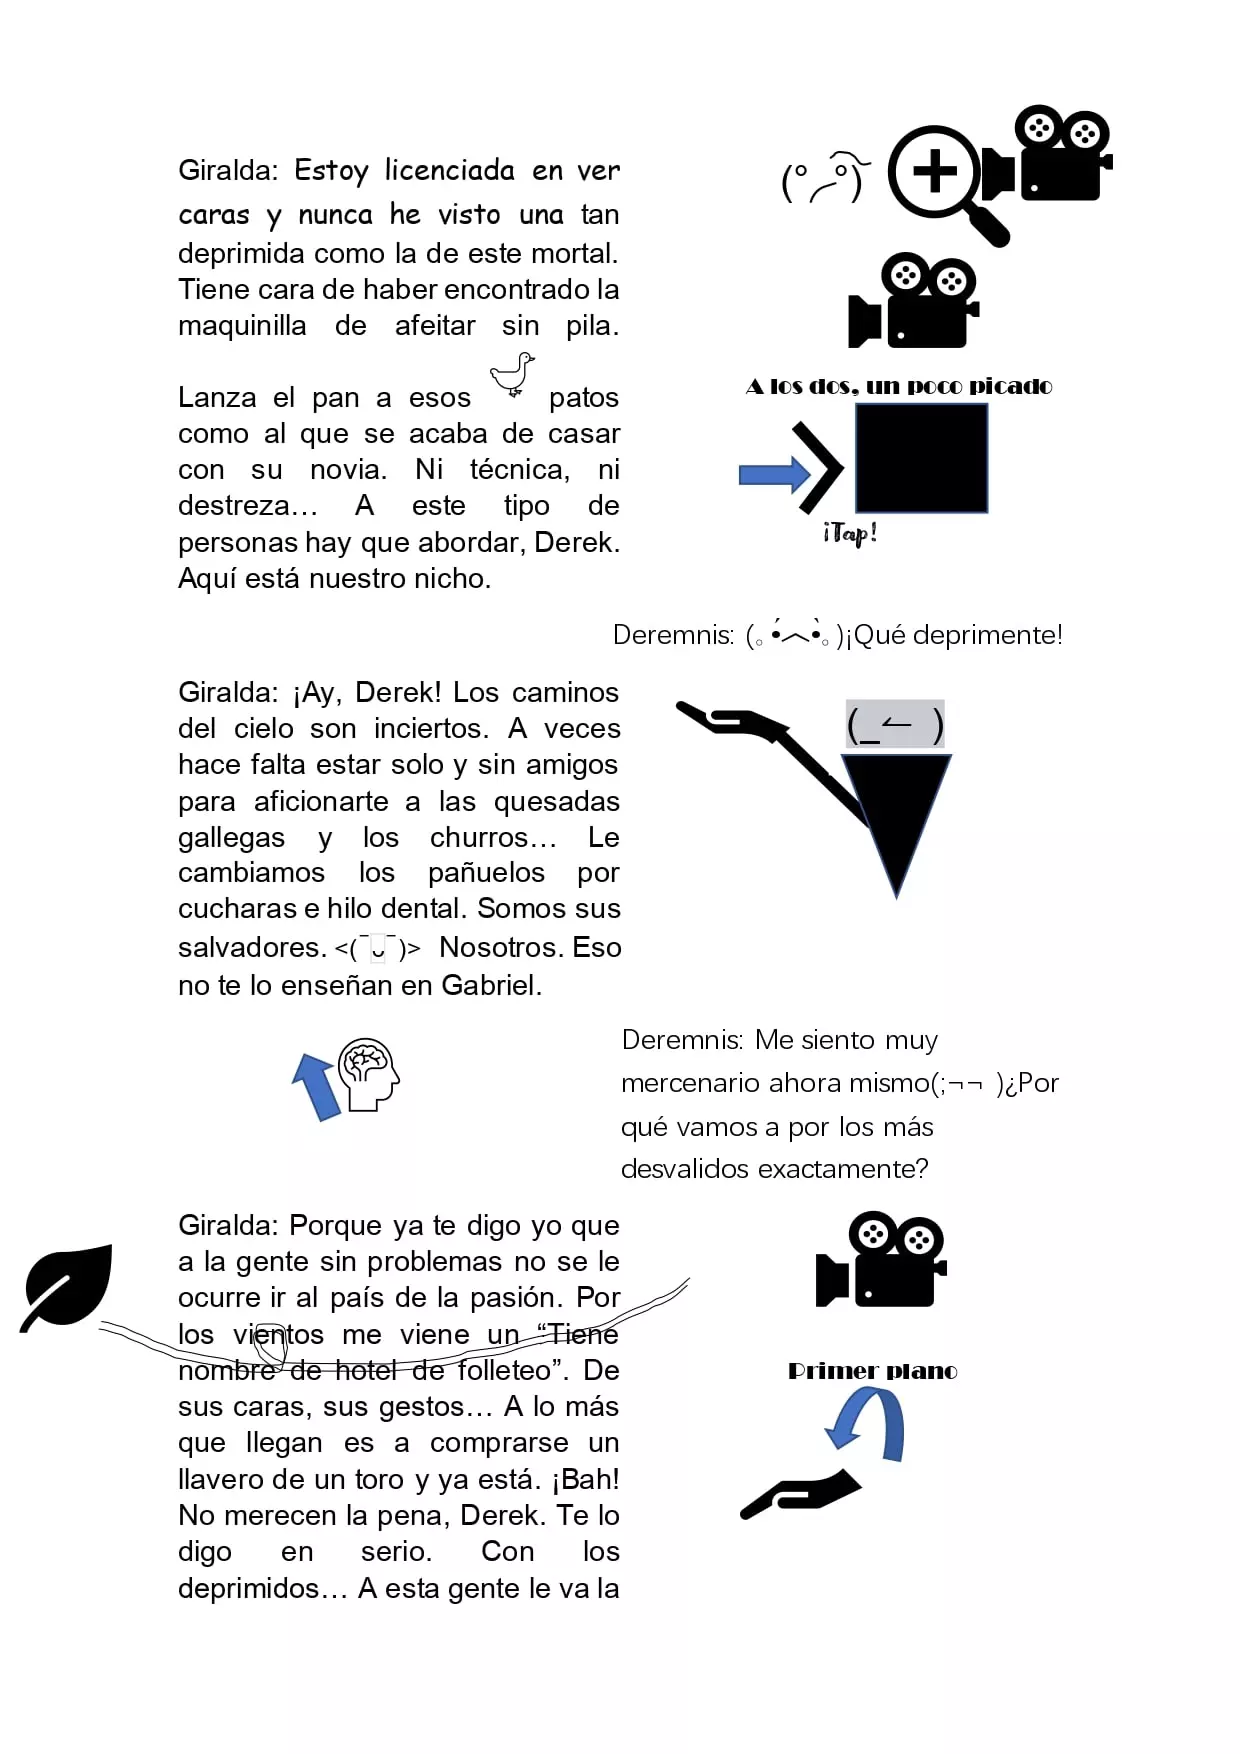 Giralda: Estoy licenciada en ver
caras y nunca he visto una tan
deprimida como la de este mortal.
Tiene cara de haber encontrado la
maquinilla de afeitar sin pila.
(° ͜ °)
A los dos, un poco picado
Lanza el pan a esos patos
como al que se acaba de casar
con su novia. Ni técnica, ni
destreza… A este tipo de
personas hay que abordar, Derek.
Aquí está nuestro nicho.
¡Tap!
Deremnis: (｡•́︿•̀｡)¡Qué deprimente!
Giralda: ¡Ay, Derek! Los caminos
del cielo son inciertos. A veces
hace falta estar solo y sin amigos
para aficionarte a las quesadas
gallegas y los churros… Le
cambiamos los pañuelos por
cucharas e hilo dental. Somos sus
salvadores. <(¯ᴗ¯)> Nosotros. Eso
no te lo enseñan en Gabriel.
(_↼ )
Deremnis: Me siento muy
mercenario ahora mismo(;¬¬ )¿Por
qué vamos a por los más
desvalidos exactamente?
Giralda: Porque ya te digo yo que
a la gente sin problemas no se le
ocurre ir al país de la pasión. Por
los vientos me viene un “Tiene
nombre de hotel de folleteo”. De
sus caras, sus gestos… A lo más
que llegan es a comprarse un
llavero de un toro y ya está. ¡Bah!
No merecen la pena, Derek. Te lo
digo en serio. Con los
deprimidos… A esta gente le va la
Primer plano